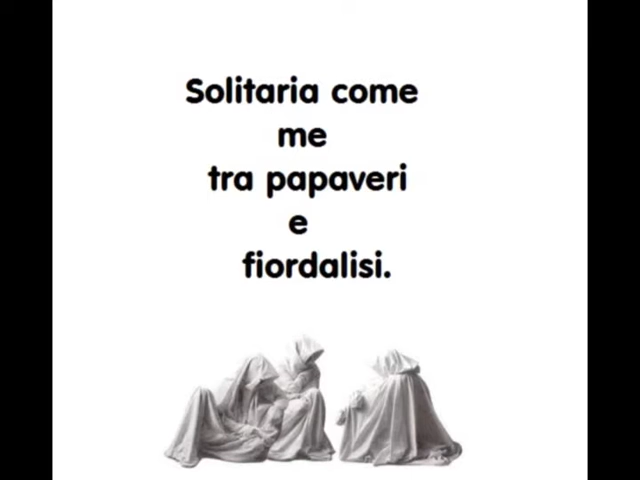 Solitaria come
me
tra papaveri
e
fiordalisi.